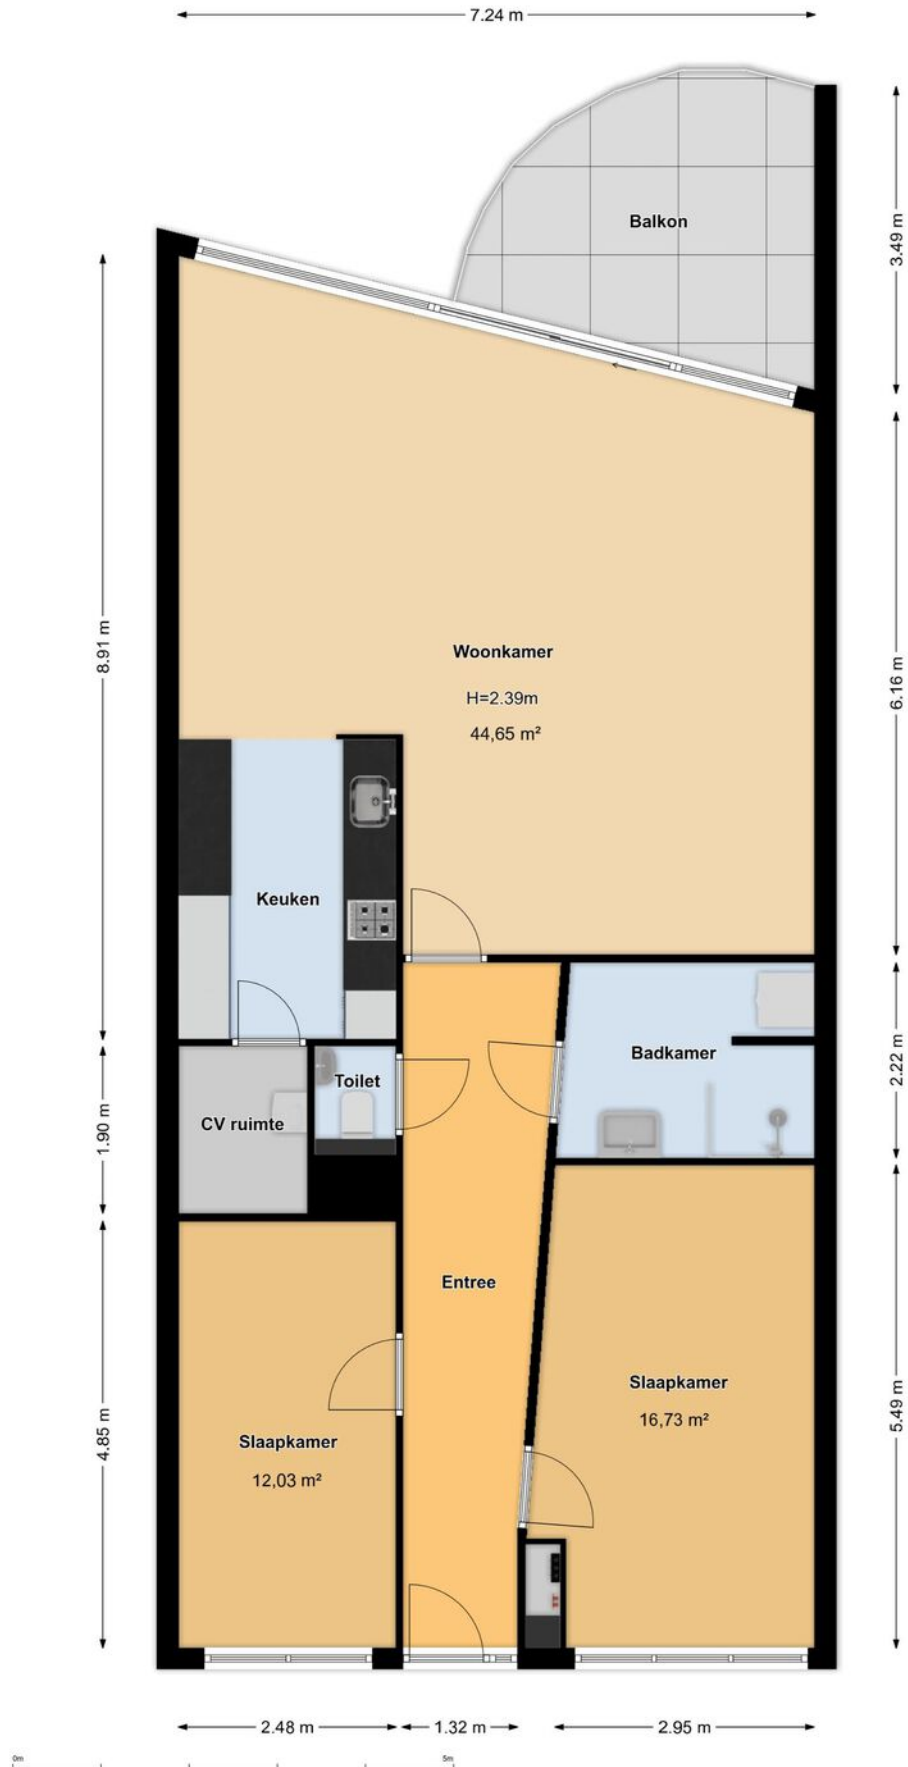 7.24 m
Balkon
3.49 m
8.91 m
Woonkamer
H=2.39m
44,65 m²
6.16 m
Keuken
Badkamer
2.22 m
Toilet
CV ruimte
1.90 m
Entree
Slaapkamer
16,73 m²
5.49 m
4.85 m
Slaapkamer
12,03 m²
2.48 m
1.32 m
2.95 m
0m
5m